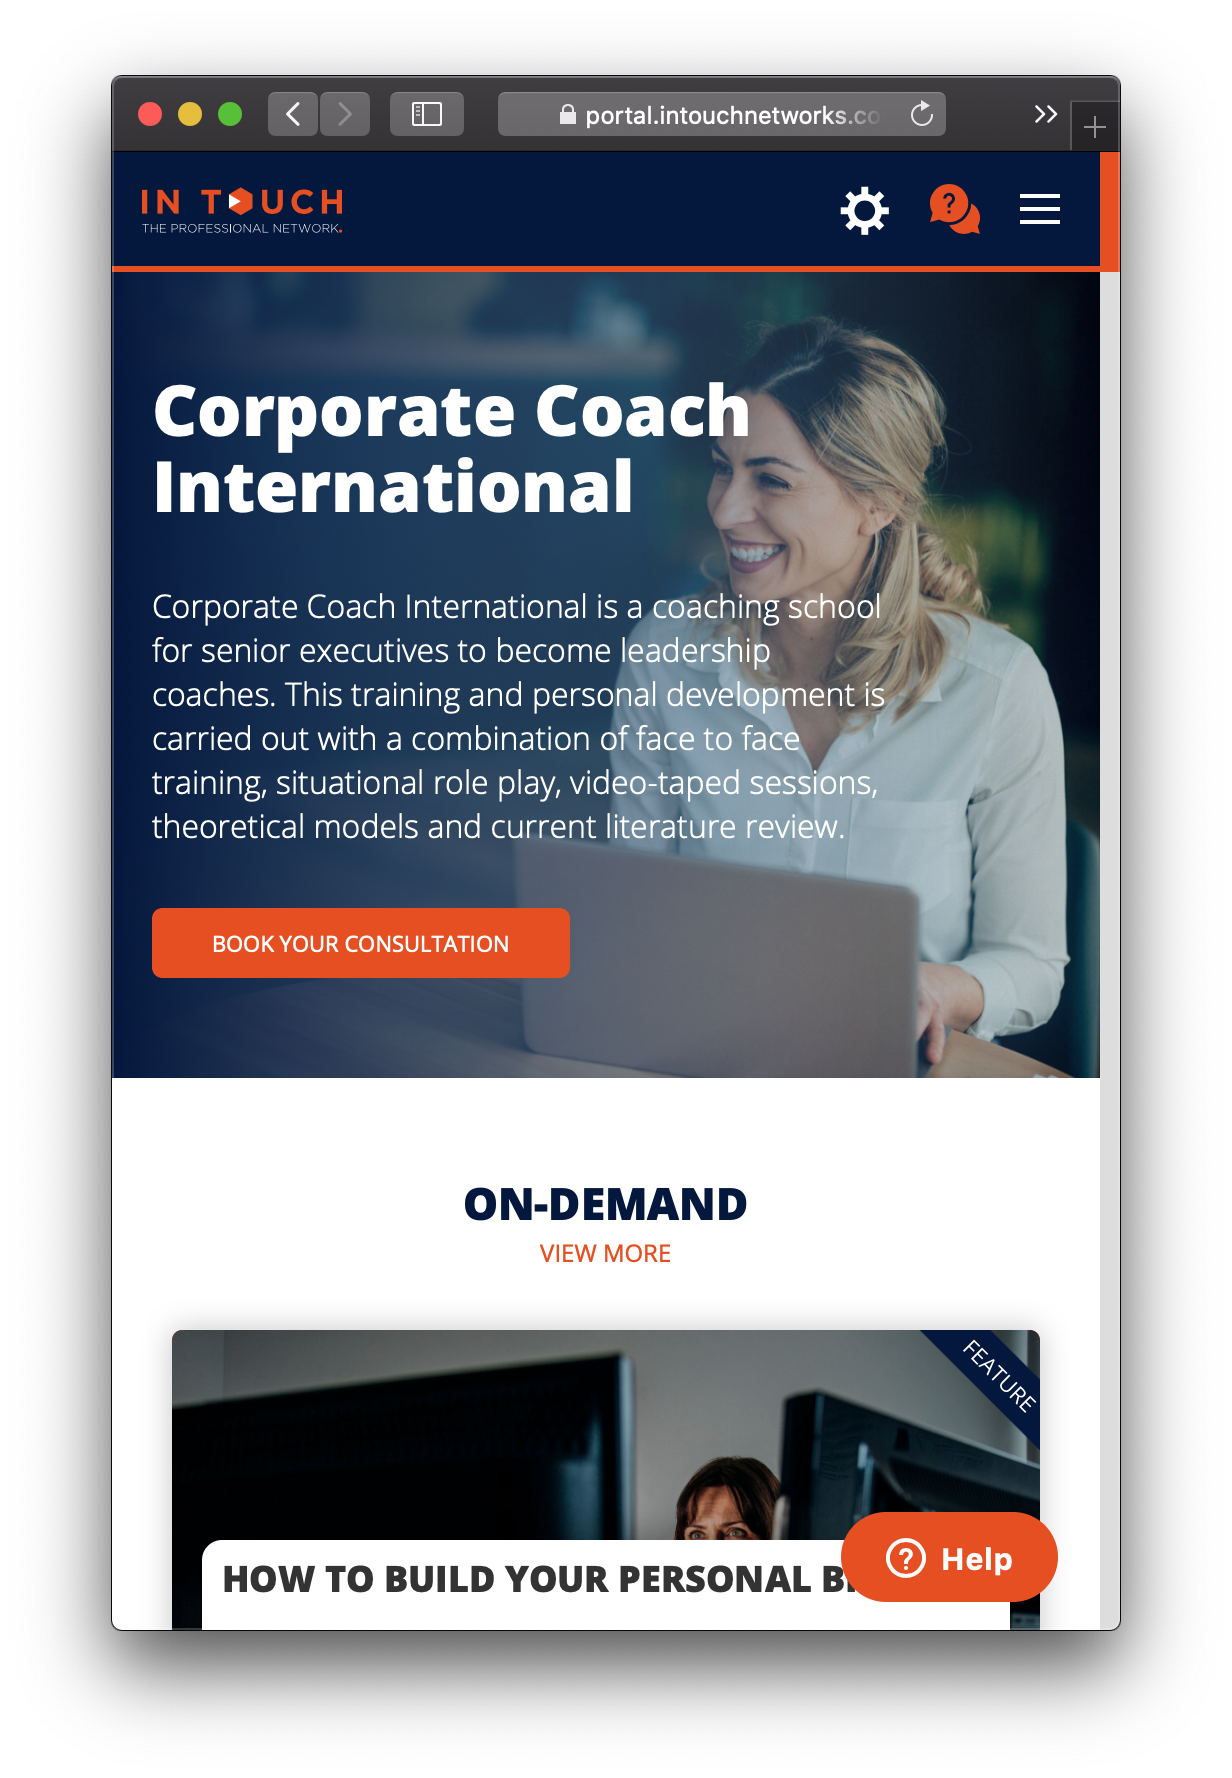 portal.intouchnetworks.co
IN TOUCH
THE PROFESSIONAL NETWORK.
Corporate Coach
International
Corporate Coach International is a coaching school
for senior executives to become leadership
coaches. This training and personal development is
carried out with a combination of face to face
training, situational role play, video-taped sessions,
theoretical models and current literature review.
BOOK YOUR CONSULTATION
ON-DEMAND
VIEW MORE
FEATURE
HOW TO BUILD YOUR PERSONAL
? Help